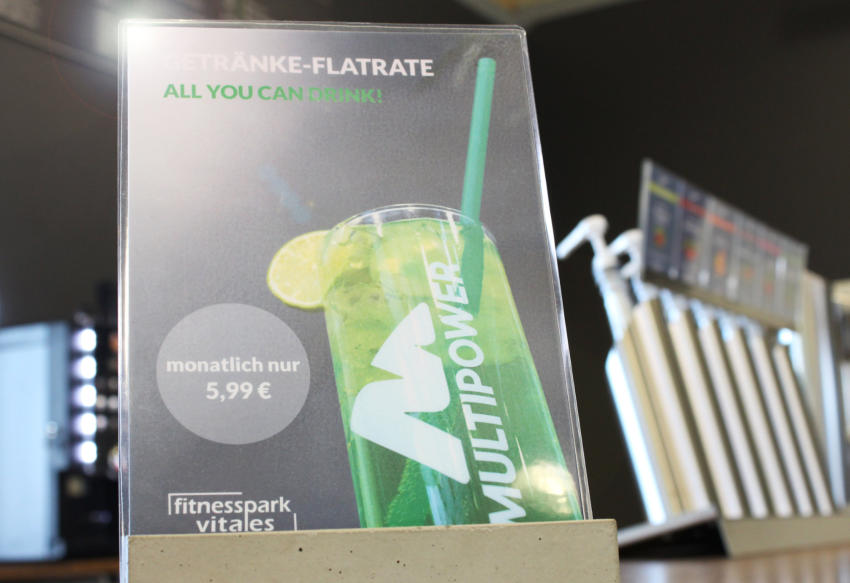 GETRÄNKE-FLATRATE
ALL YOU CAN DRINK!
MULTIPOWER
monatlich nur
5,99 €
fitnesspark
vitales